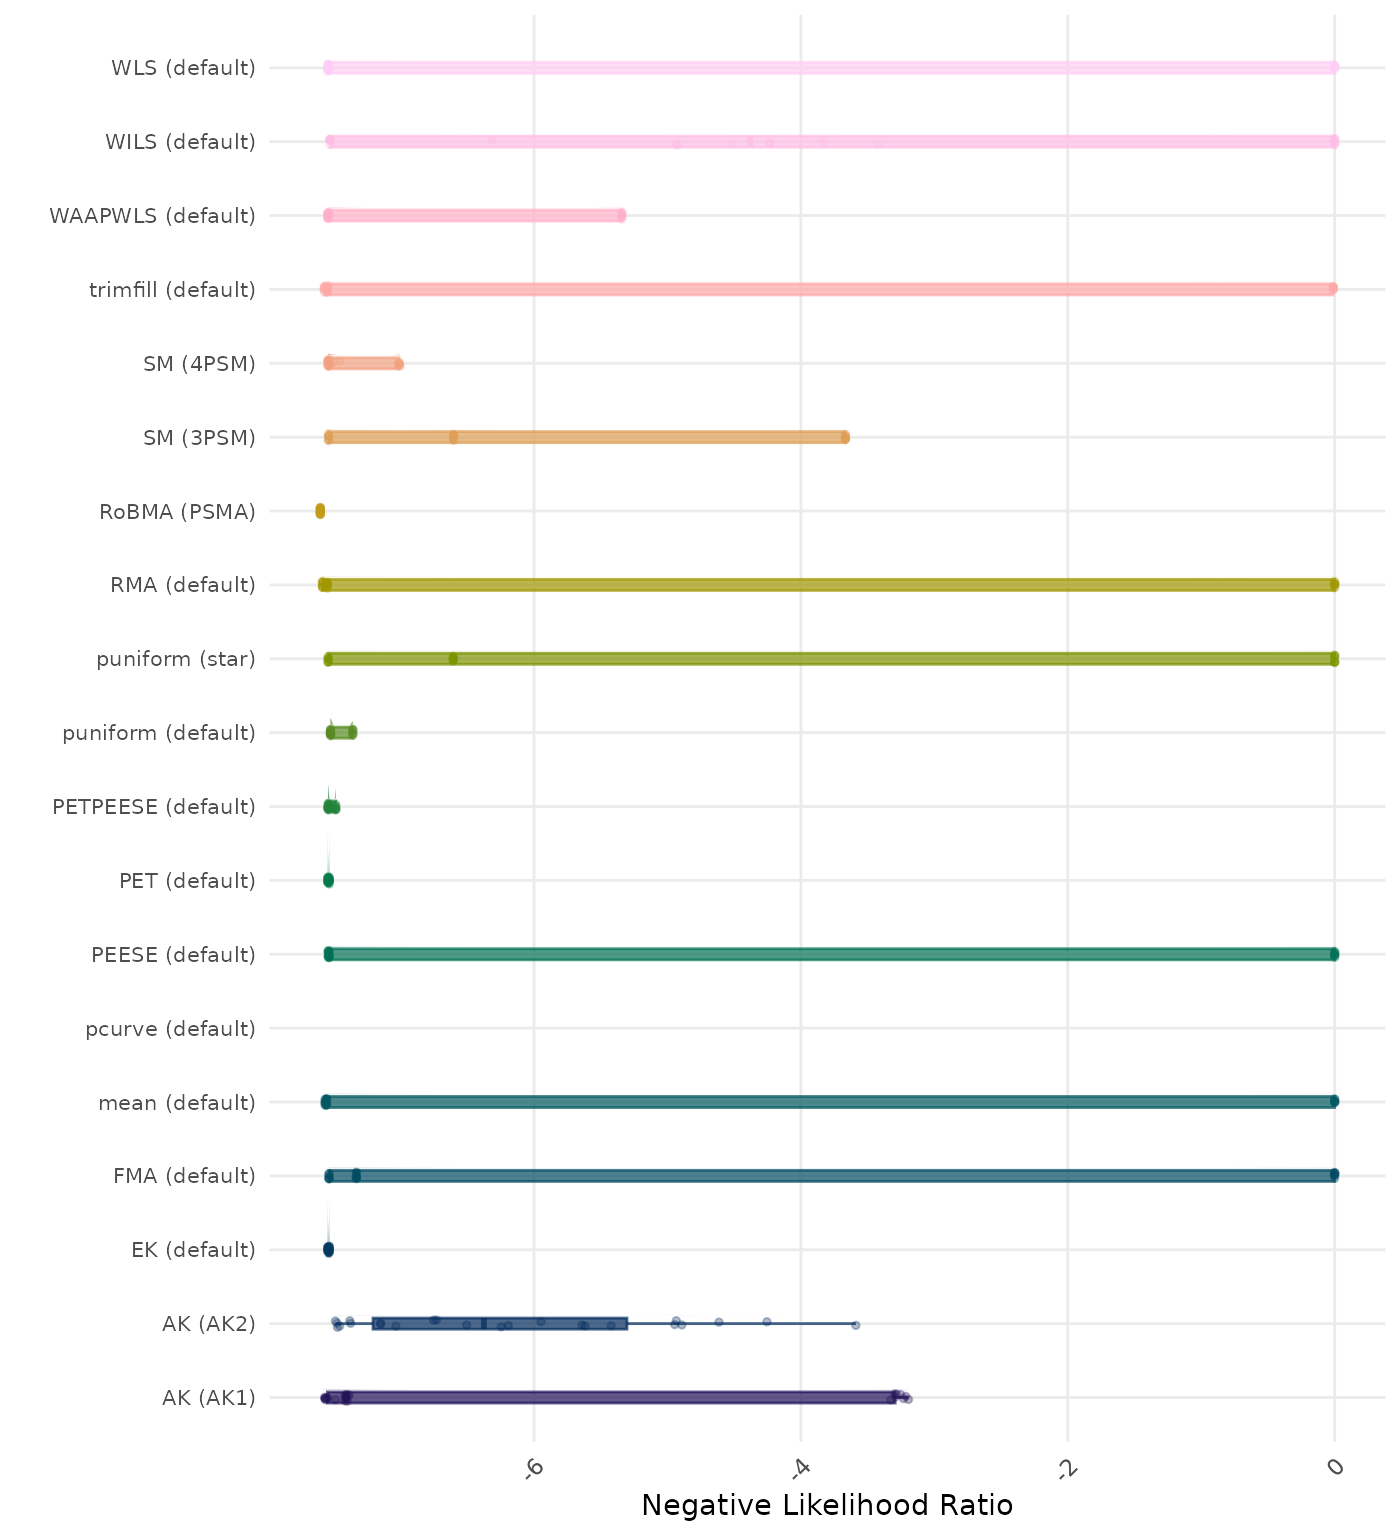 WLS (default)
WILS (default)
WAAPWLS (default)
trimfill (default)
SM (4PSM)
SM (3PSM)
RoBMA (PSMA)
RMA (default)
puniform (star)
puniform (default)
PETPEESE (default)
PET (default)
PEESE (default)
pcurve (default)
mean (default)
FMA (default)
EK (default)
AK (AK2)
AK (AK1)
-6
-4
-2
0
Negative Likelihood Ratio